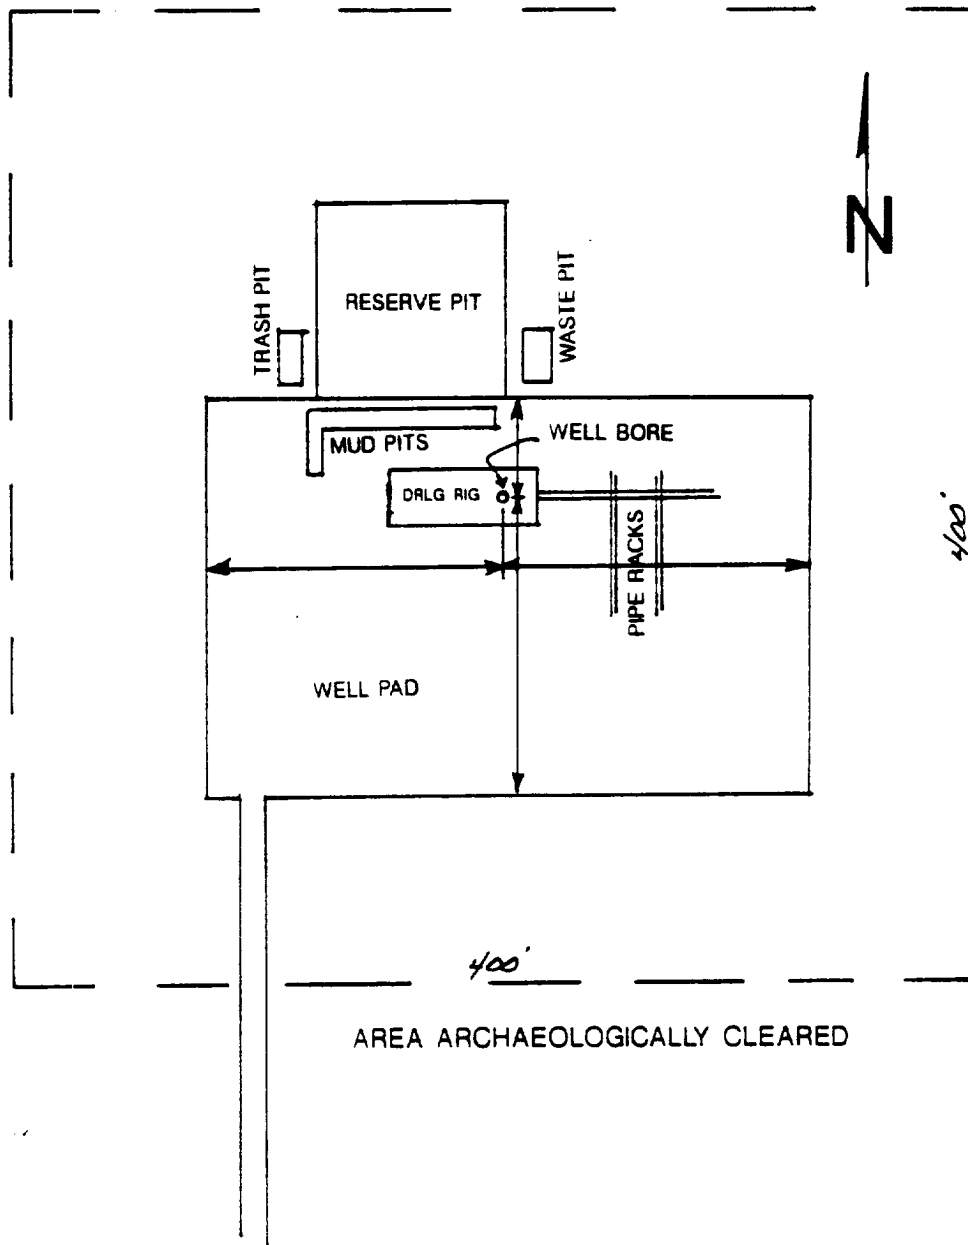 N
TRASH PIT
RESERVE PIT
WASTE PIT
MUD PITS
WELL BORE
DRLG RIG
PIPE RACKS
400'
WELL PAD
400'
AREA ARCHAEOLOGICALLY CLEARED